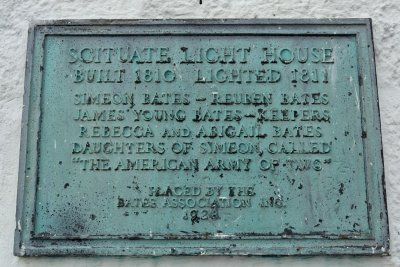 SCITUATE LIGHT HOUSE
BUILT 1810 LIGHTED 1811
SIMEON BATES – REUBEN BATES
JAMES YOUNG BATES – KEEPERS
REBECCA AND ABIGAIL BATES
DAUGHTERS OF SIMEON, CALLED
"THE AMERICAN ARMY OF TWO"
PLACED BY THE
BATES ASSOCIATION INC.